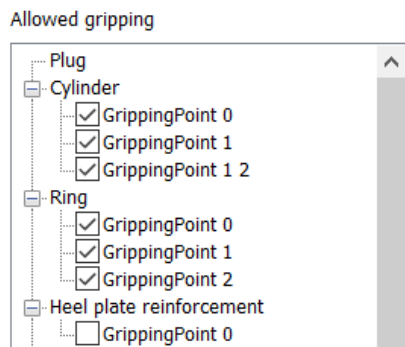 Allowed gripping
Plug
Cylinder
GrippingPoint 0
GrippingPoint 1
GrippingPoint 1 2
Ring
GrippingPoint 0
GrippingPoint 1
GrippingPoint 2
Heel plate reinforcement
GrippingPoint 0